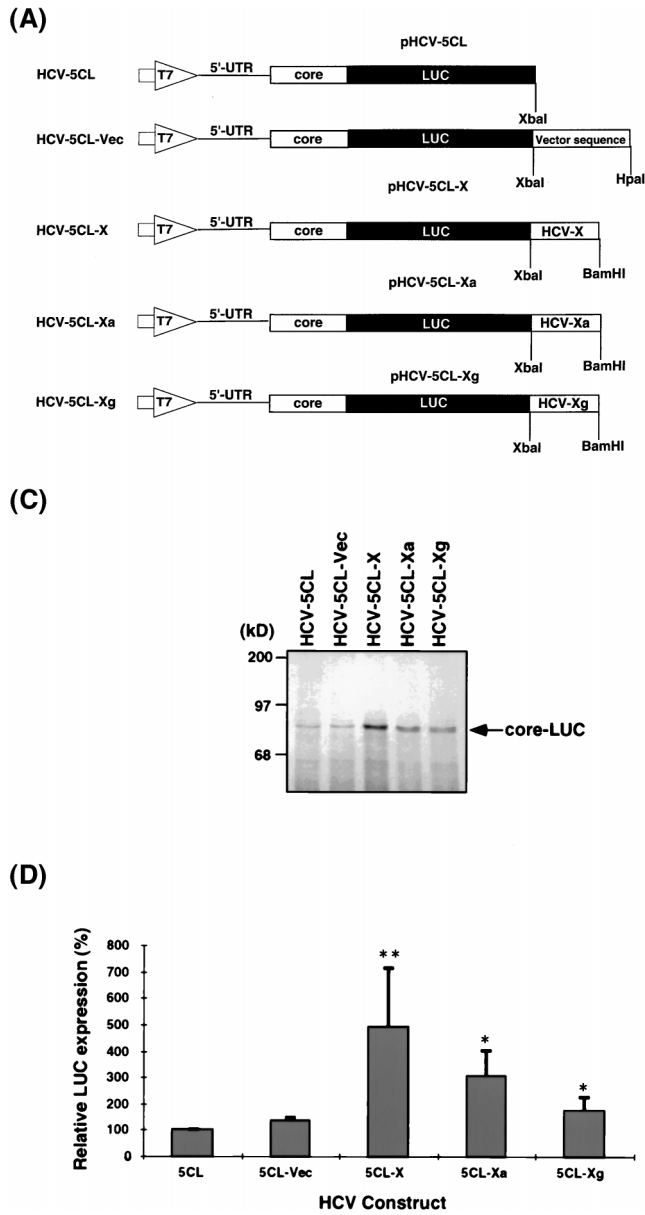 (A)
pHCV-5CL
HCV-5CL T7 5'-UTR core LUC
XbaI
HCV-5CL-Vec T7 5'-UTR core LUC Vector sequence
XbaI HpaI
pHCV-5CL-X
HCV-5CL-X T7 5'-UTR core LUC HCV-X
XbaI BamHI
pHCV-5CL-Xa
HCV-5CL-Xa T7 5'-UTR core LUC HCV-Xa
XbaI BamHI
pHCV-5CL-Xg
HCV-5CL-Xg T7 5'-UTR core LUC HCV-Xg
XbaI BamHI
(C)
HCV-5CL
HCV-5CL-Vec
HCV-5CL-X
HCV-5CL-Xa
HCV-5CL-Xg
(kD)
200
97
core-LUC
68
(D)
Relative LUC expression (%)
800
700
600
500
400
300
200
100
0
**
*
*
5CL 5CL-Vec 5CL-X 5CL-Xa 5CL-Xg
HCV Construct